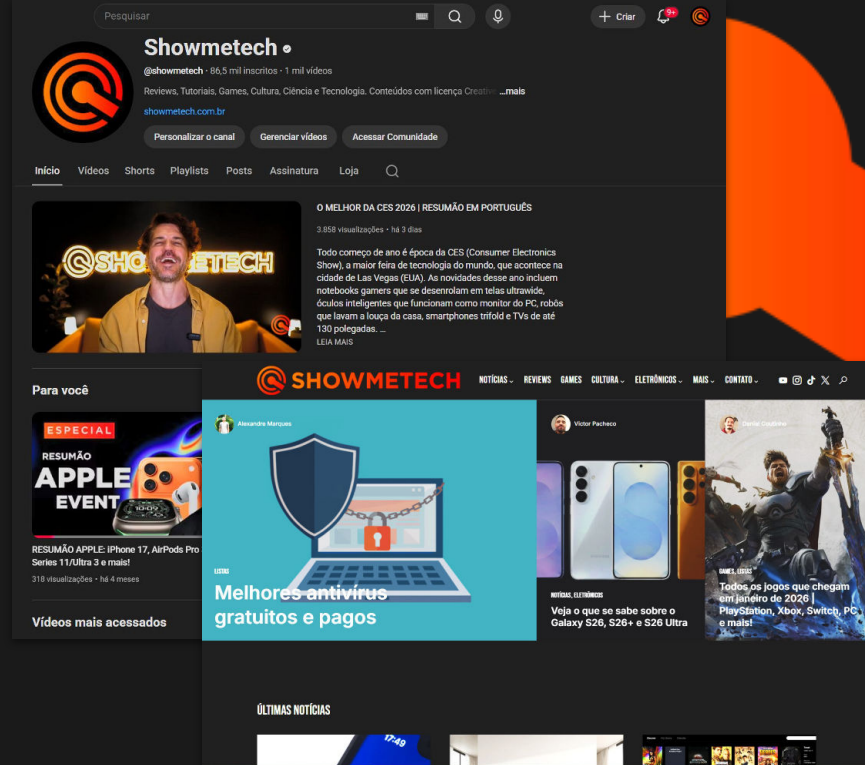 Pesquisar
Criar
9+
Showmetech
@showmetech · 86,5 mil inscritos · 1 mil vídeos
Reviews, Tutoriais, Games, Cultura, Ciência e Tecnologia. Conteúdos com licença Creative ...mais
showmetech.com.br
Personalizar o canal
Gerenciar vídeos
Acessar Comunidade
Início
Vídeos
Shorts
Playlists
Posts
Assinatura
Loja
SHOWMETECH
O MELHOR DA CES 2026 | RESUMÃO EM PORTUGUÊS
3.858 visualizações · há 3 dias
Todo começo de ano é época da CES (Consumer Electronics
Show), a maior feira de tecnologia do mundo, que acontece na
cidade de Las Vegas (EUA). As novidades desse ano incluem
notebooks gamers que se desenrolam em telas ultrawide,
óculos inteligentes que funcionam como monitor do PC, robôs
que lavam a louça da casa, smartphones trifold e TVs de até
130 polegadas. ...
LEIA MAIS
Para você
ESPECIAL
RESUMÃO
APPLE
EVENT
10:09
RESUMÃO APPLE: iPhone 17, AirPods Pro
Series 11/Ultra 3 e mais!
318 visualizações · há 4 meses
Vídeos mais acessados
SHOWMETECH
NOTÍCIAS
REVIEWS
GAMES
CULTURA
ELETRÔNICOS
MAIS
CONTATO
Alexandre Marques
LISTAS
Melhores antivírus
gratuitos e pagos
Victor Pacheco
NOTÍCIAS, ELETRÔNICOS
Veja o que se sabe sobre o
Galaxy S26, S26+ e S26 Ultra
Daniel Coutinho
GAMES, LISTAS
Todos os jogos que chegam
em janeiro de 2026 |
PlayStation, Xbox, Switch, PC
e mais!
ÚLTIMAS NOTÍCIAS
17:49